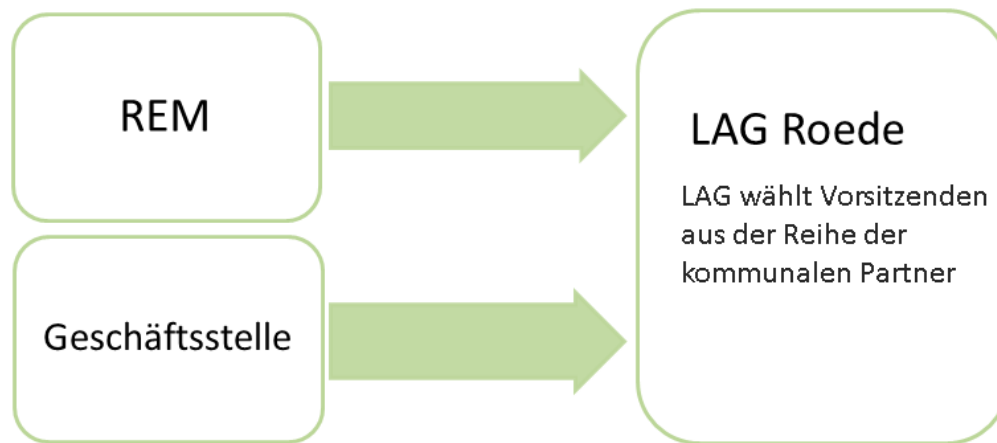 REM
Geschäftsstelle
LAG Roede
LAG wählt Vorsitzenden
aus der Reihe der
kommunalen Partner